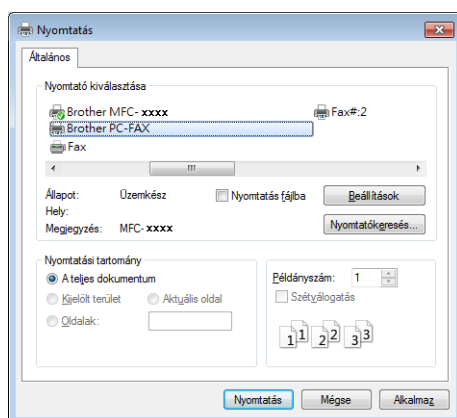 Nyomtatás
Általános
Nyomtató kiválasztása
Brother MFC- xxxx
Fax#:2
Brother PC-FAX
Fax
Állapot: Üzemkész
Nyomtatás fájlba
Beállítások
Hely:
Megjegyzés: MFC- xxxx
Nyomtatókeresés...
Nyomtatási tartomány
A teljes dokumentum
Kijelölt terület
Aktuális oldal
Oldalak:
Példányszám: 1
Szétválogatás
1 1 2 2 3 3
Nyomtatás
Mégse
Alkalmaz